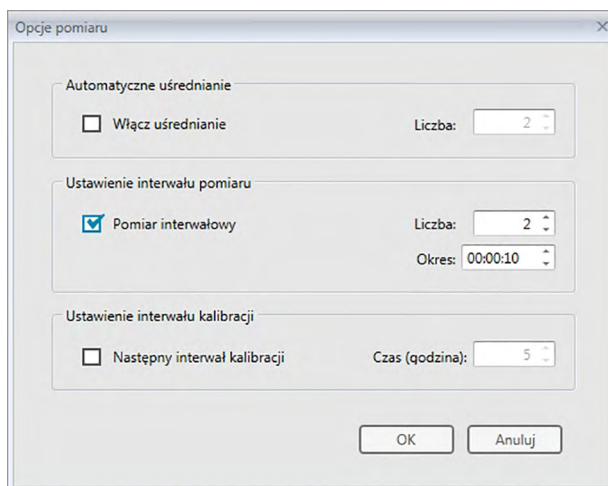 Opcje pomiaru
Automatyczne uśrednianie
Włącz uśrednianie Liczba: 2
Ustawienie interwału pomiaru
Pomiar interwałowy Liczba: 2
Okres: 00:00:10
Ustawienie interwału kalibracji
Następny interwał kalibracji Czas (godzina): 5
OK Anuluj